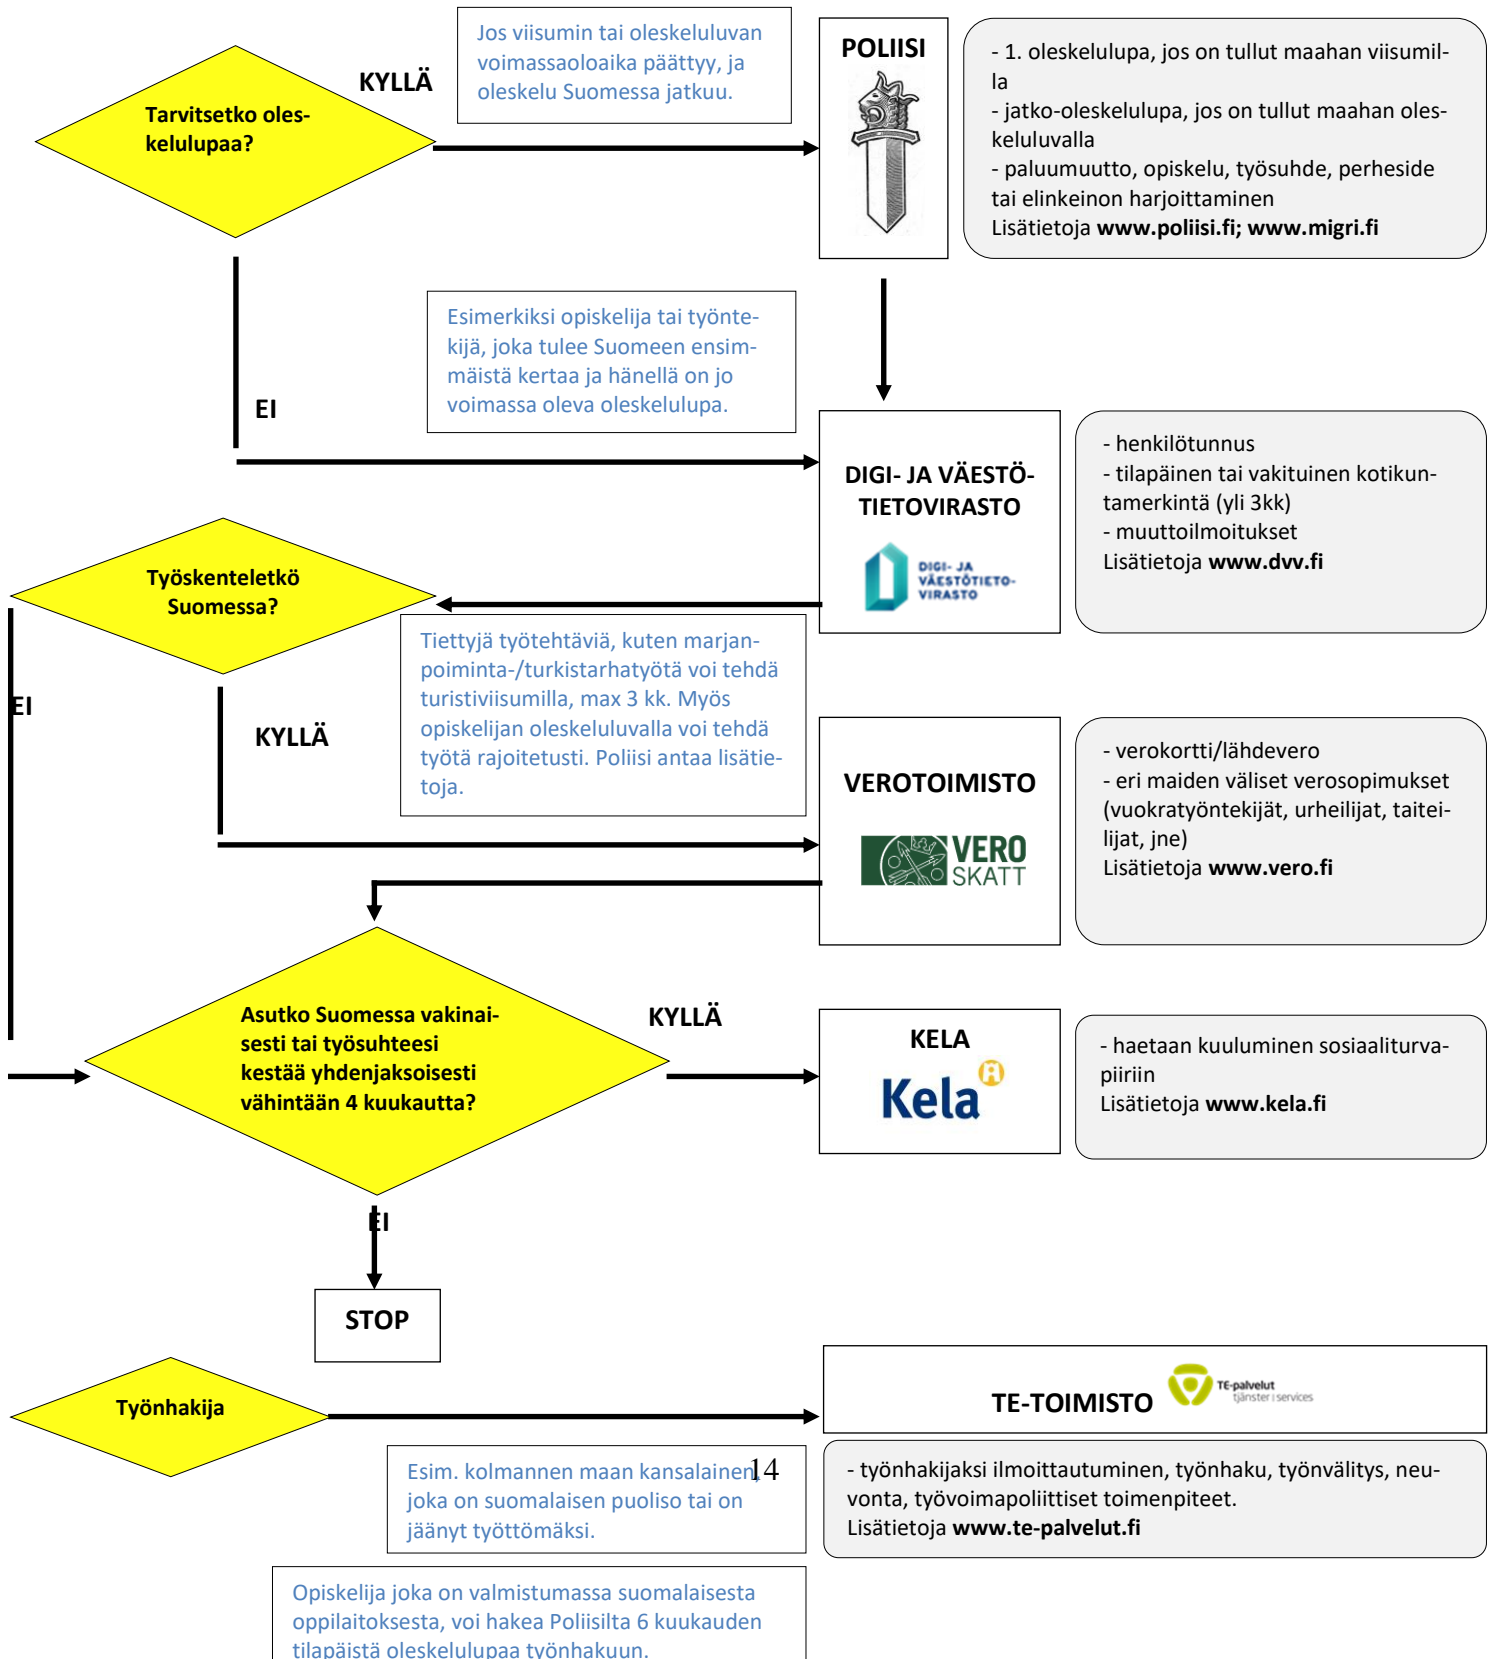 Jos viisumin tai oleskeluluvan
voimassaoloaika päättyy, ja
oleskelu Suomessa jatkuu.
KYLLÄ
Tarvitsetko oles-
kelulupaa?
POLIISI
- 1. oleskelulupa, jos on tullut maahan viisumil-
la
- jatko-oleskelulupa, jos on tullut maahan oles-
keluluvalla
- paluumuutto, opiskelu, työsuhde, perheside
tai elinkeinon harjoittaminen
Lisätietoja www.poliisi.fi; www.migri.fi
Esimerkiksi opiskelija tai työnte-
kijä, joka tulee Suomeen ensim-
mäistä kertaa ja hänellä on jo
voimassa oleva oleskelulupa.
EI
DIGI- JA VÄESTÖ-
TIETOVIRASTO
DIGI- JA
VÄESTÖTIETO-
VIRASTO
- henkilötunnus
- tilapäinen tai vakituinen kotikun-
tamerkintä (yli 3kk)
- muuttoilmoitukset
Lisätietoja www.dvv.fi
Työskenteletkö
Suomessa?
Tiettyjä työtehtäviä, kuten marjan-
poiminta-/turkistarhatyötä voi tehdä
turistiviisumilla, max 3 kk. Myös
opiskelijan oleskeluluvalla voi tehdä
työtä rajoitetusti. Poliisi antaa lisätie-
toja.
EI
KYLLÄ
VEROTOIMISTO
VERO
SKATT
- verokortti/lähdevero
- eri maiden väliset verosopimukset
(vuokratyöntekijät, urheilijat, taitei-
lijat, jne)
Lisätietoja www.vero.fi
Asutko Suomessa vakinai-
sesti tai työsuhteesi
kestää yhdenjaksoisesti
vähintään 4 kuukautta?
KYLLÄ
KELA
Kela
- haetaan kuuluminen sosiaaliturva-
piiriin
Lisätietoja www.kela.fi
EI
STOP
Työnhakija
TE-TOIMISTO
TE-palvelut
tjänster | services
Esim. kolmannen maan kansalainen,
joka on suomalaisen puoliso tai on
jäänyt työttömäksi.
14
- työnhakijaksi ilmoittautuminen, työnhaku, työnvälitys, neu-
vonta, työvoimapoliittiset toimenpiteet.
Lisätietoja www.te-palvelut.fi
Opiskelija joka on valmistumassa suomalaisesta
oppilaitoksesta, voi hakea Poliisilta 6 kuukauden
tilapäistä oleskelulupaa työnhakuun.